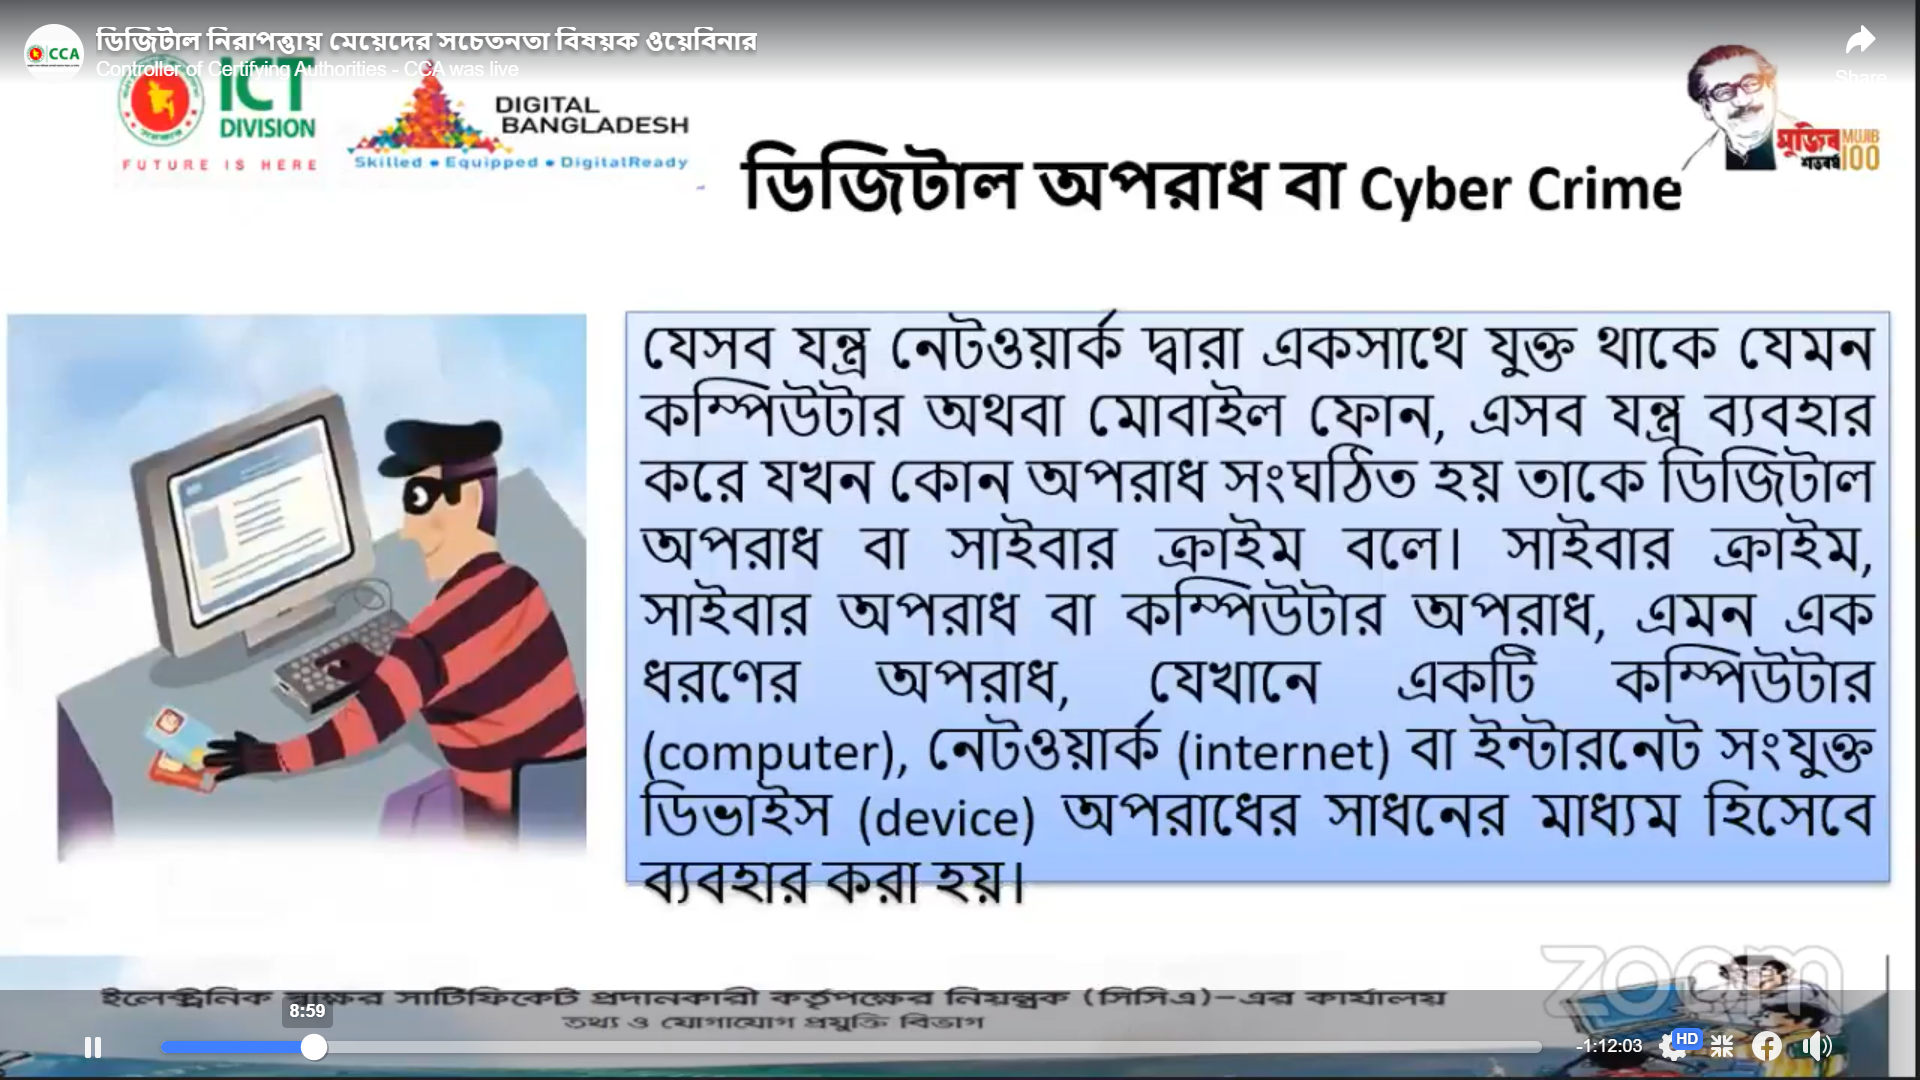 ডিজিটাল নিরাপত্তায় মেয়েদের সচেতনতা বিষয়ক ওয়েবিনার
CCA
Controller of Certifying Authorities - CCA was live
Share
ICT
DIVISION
FUTURE IS HERE
DIGITAL
BANGLADESH
Skilled • Equipped • DigitalReady
মুজিব MUJIB
শতবর্ষ 100
ডিজিটাল অপরাধ বা Cyber Crime
যেসব যন্ত্র নেটওয়ার্ক দ্বারা একসাথে যুক্ত থাকে যেমন
কম্পিউটার অথবা মোবাইল ফোন, এসব যন্ত্র ব্যবহার
করে যখন কোন অপরাধ সংঘঠিত হয় তাকে ডিজিটাল
অপরাধ বা সাইবার ক্রাইম বলে। সাইবার ক্রাইম,
সাইবার অপরাধ বা কম্পিউটার অপরাধ, এমন এক
ধরণের অপরাধ, যেখানে একটি কম্পিউটার
(computer), নেটওয়ার্ক (internet) বা ইন্টারনেট সংযুক্ত
ডিভাইস (device) অপরাধের সাধনের মাধ্যম হিসেবে
ব্যবহার করা হয়।
zoom
ইলেক্ট্রনিক স্বাক্ষর সার্টিফিকেট প্রদানকারী কর্তৃপক্ষের নিয়ন্ত্রক (সিসিএ)-এর কার্যালয়
তথ্য ও যোগাযোগ প্রযুক্তি বিভাগ
8:59
-1:12:03
HD